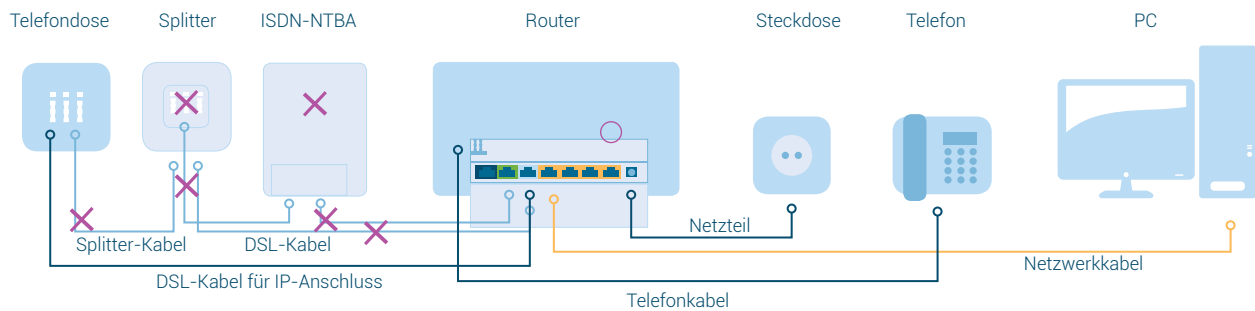 Telefondose
Splitter
ISDN-NTBA
Router
Steckdose
Telefon
PC
Netzteil
Splitter-Kabel
DSL-Kabel
Netzwerkkabel
DSL-Kabel für IP-Anschluss
Telefonkabel